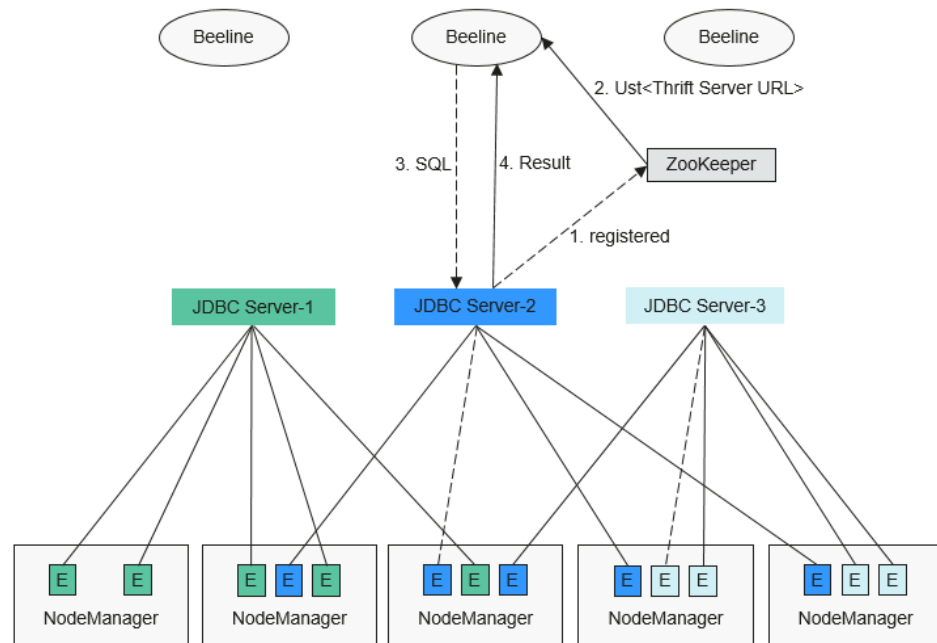 Beeline
Beeline
Beeline
2. Ust<Thrift Server URL>
3. SQL
4. Result
ZooKeeper
1. registered
JDBC Server-1
JDBC Server-2
JDBC Server-3
E
E
E
E
E
E
E
E
E
E
E
E
E
E
NodeManager
NodeManager
NodeManager
NodeManager
NodeManager